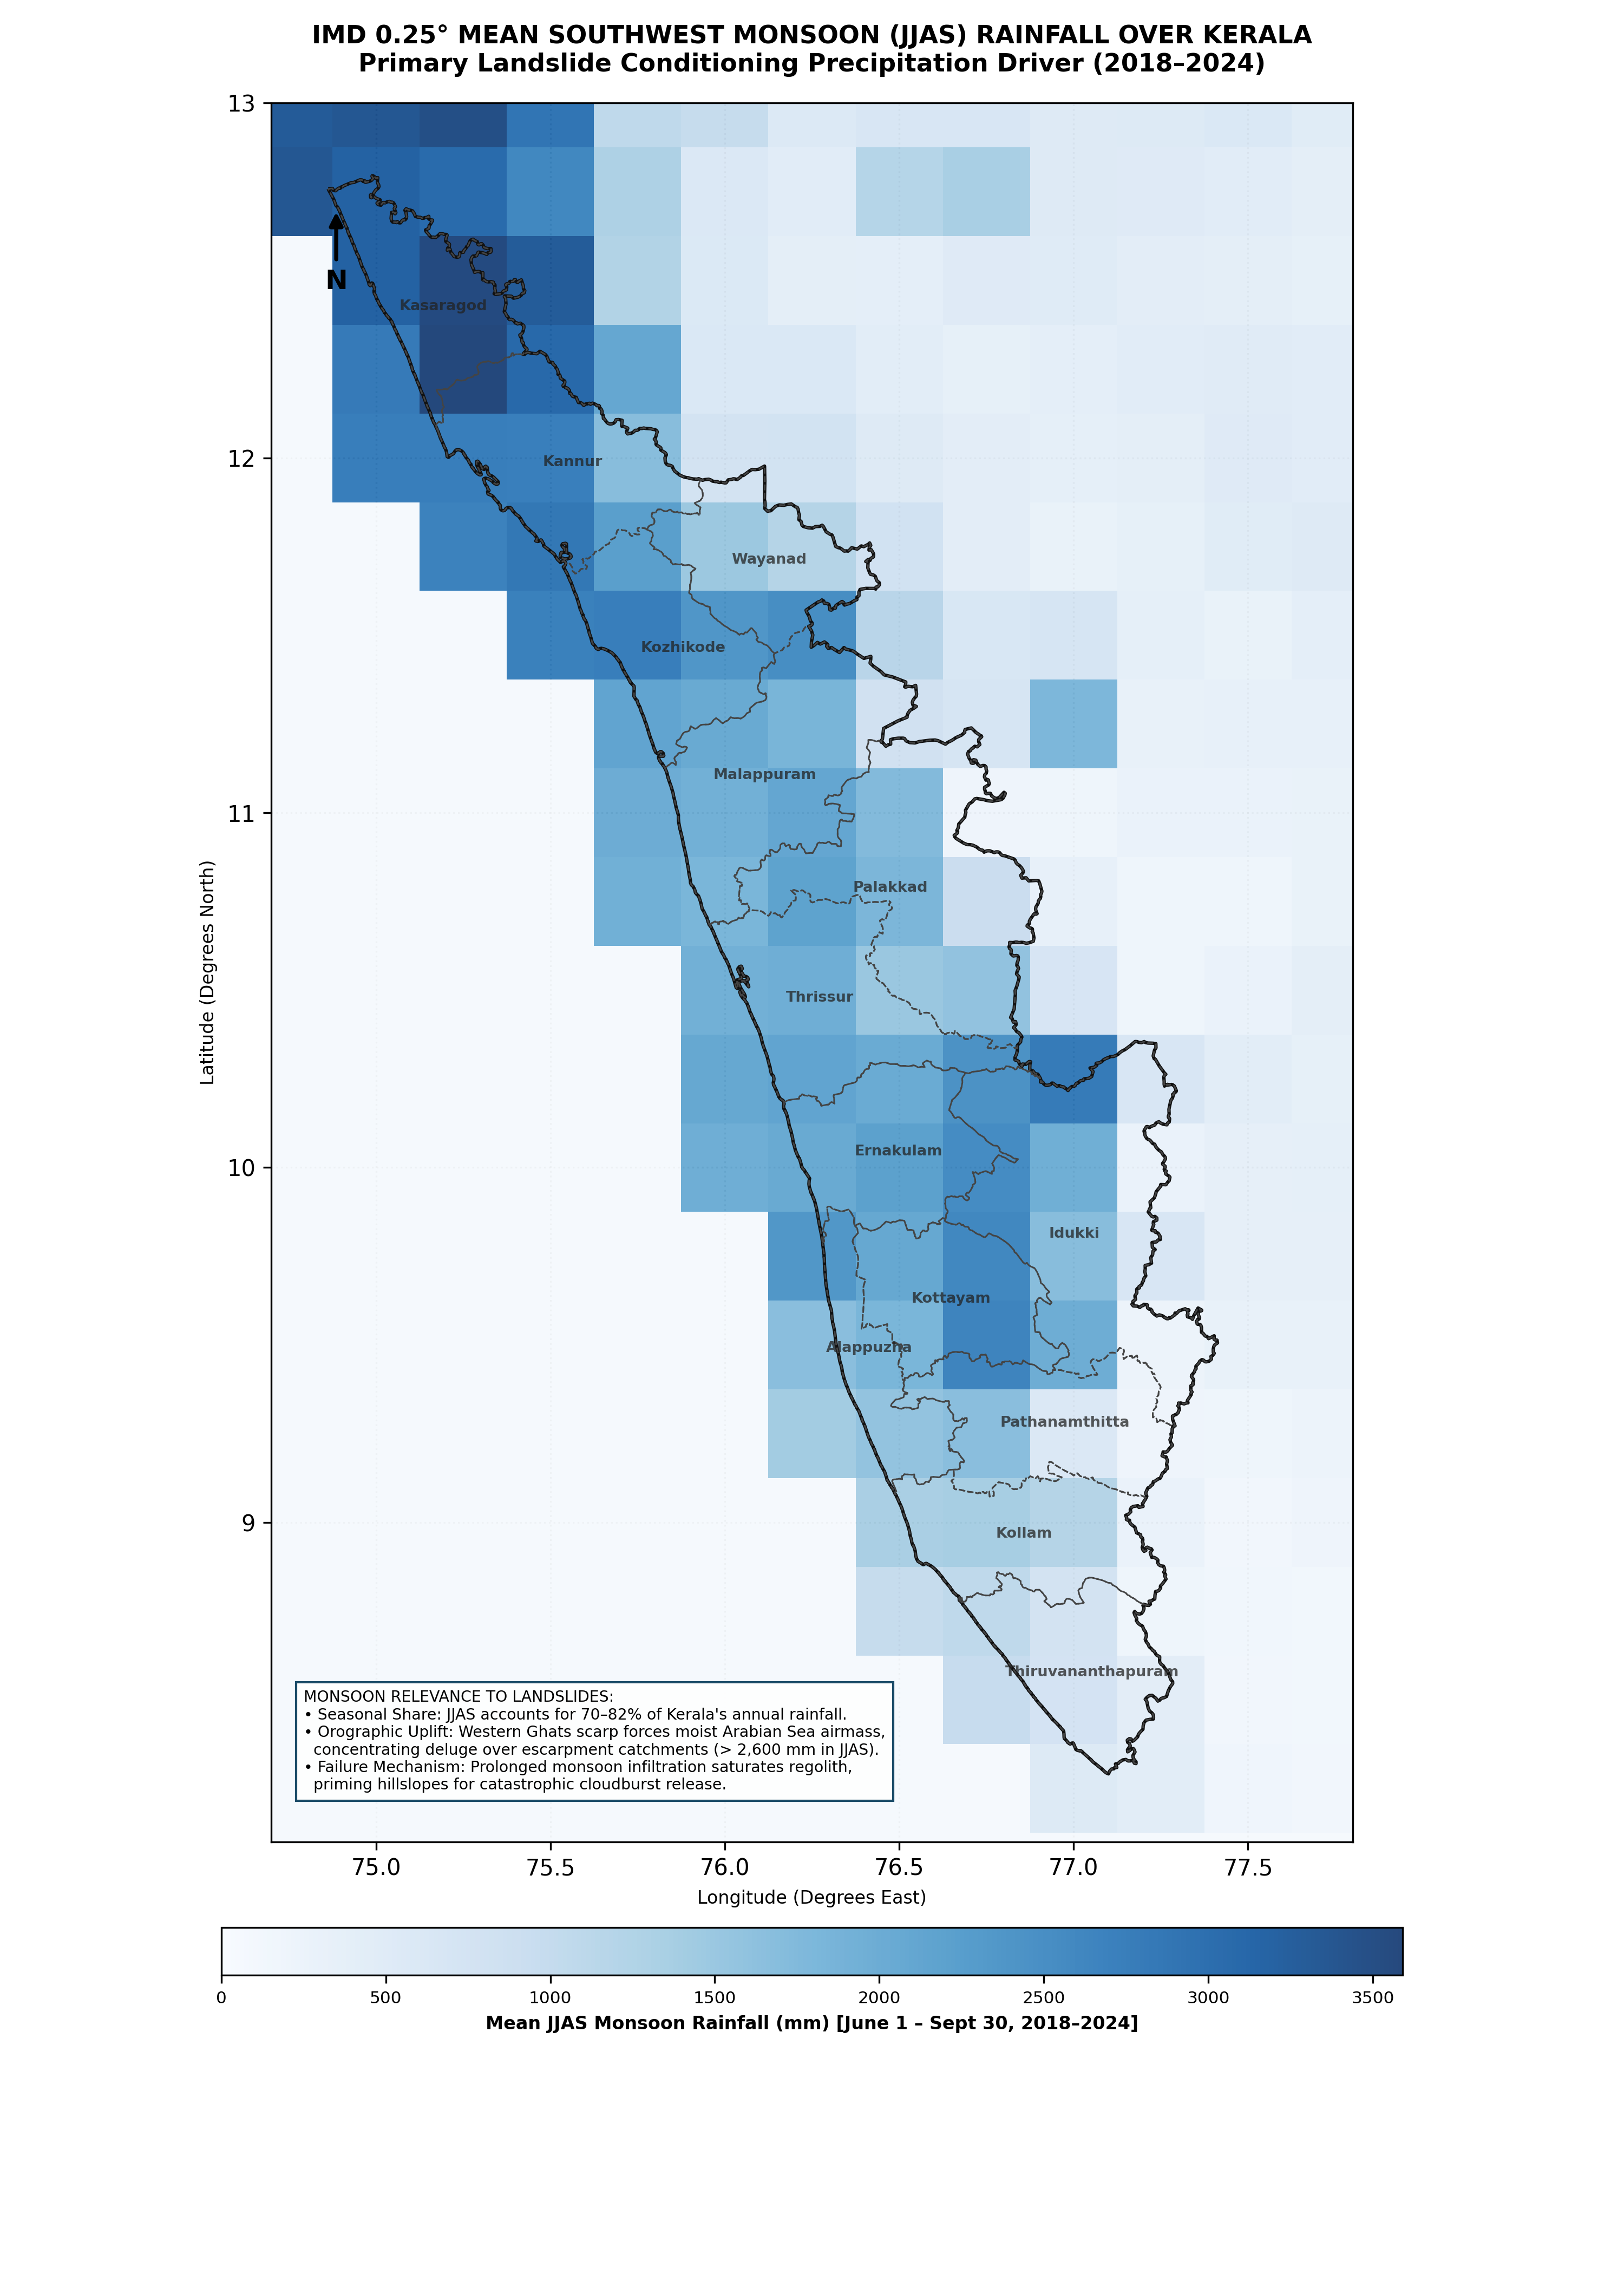 IMD 0.25° MEAN SOUTHWEST MONSOON (JJAS) RAINFALL OVER KERALA
Primary Landslide Conditioning Precipitation Driver (2018–2024)
13
12
11
10
9
Latitude (Degrees North)
N
Kasaragod
Kannur
Wayanad
Kozhikode
Malappuram
Palakkad
Thrissur
Ernakulam
Idukki
Kottayam
Alappuzha
Pathanamthitta
Kollam
Thiruvananthapuram
MONSOON RELEVANCE TO LANDSLIDES:
• Seasonal Share: JJAS accounts for 70–82% of Kerala's annual rainfall.
• Orographic Uplift: Western Ghats scarp forces moist Arabian Sea airmass,
concentrating deluge over escarpment catchments (> 2,600 mm in JJAS).
• Failure Mechanism: Prolonged monsoon infiltration saturates regolith,
priming hillslopes for catastrophic cloudburst release.
75.0 75.5 76.0 76.5 77.0 77.5
Longitude (Degrees East)
0 500 1000 1500 2000 2500 3000 3500
Mean JJAS Monsoon Rainfall (mm) [June 1 – Sept 30, 2018–2024]